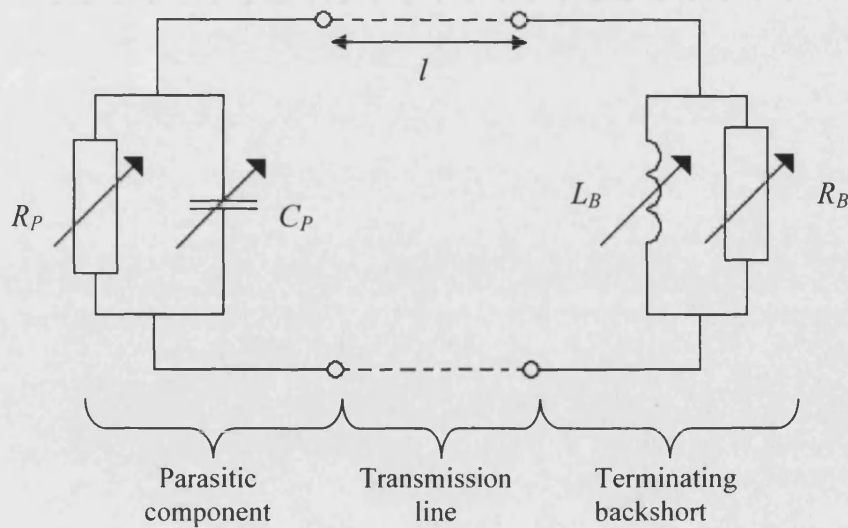 l
R_P
C_P
L_B
R_B
Parasitic
component
Transmission
line
Terminating
backshort